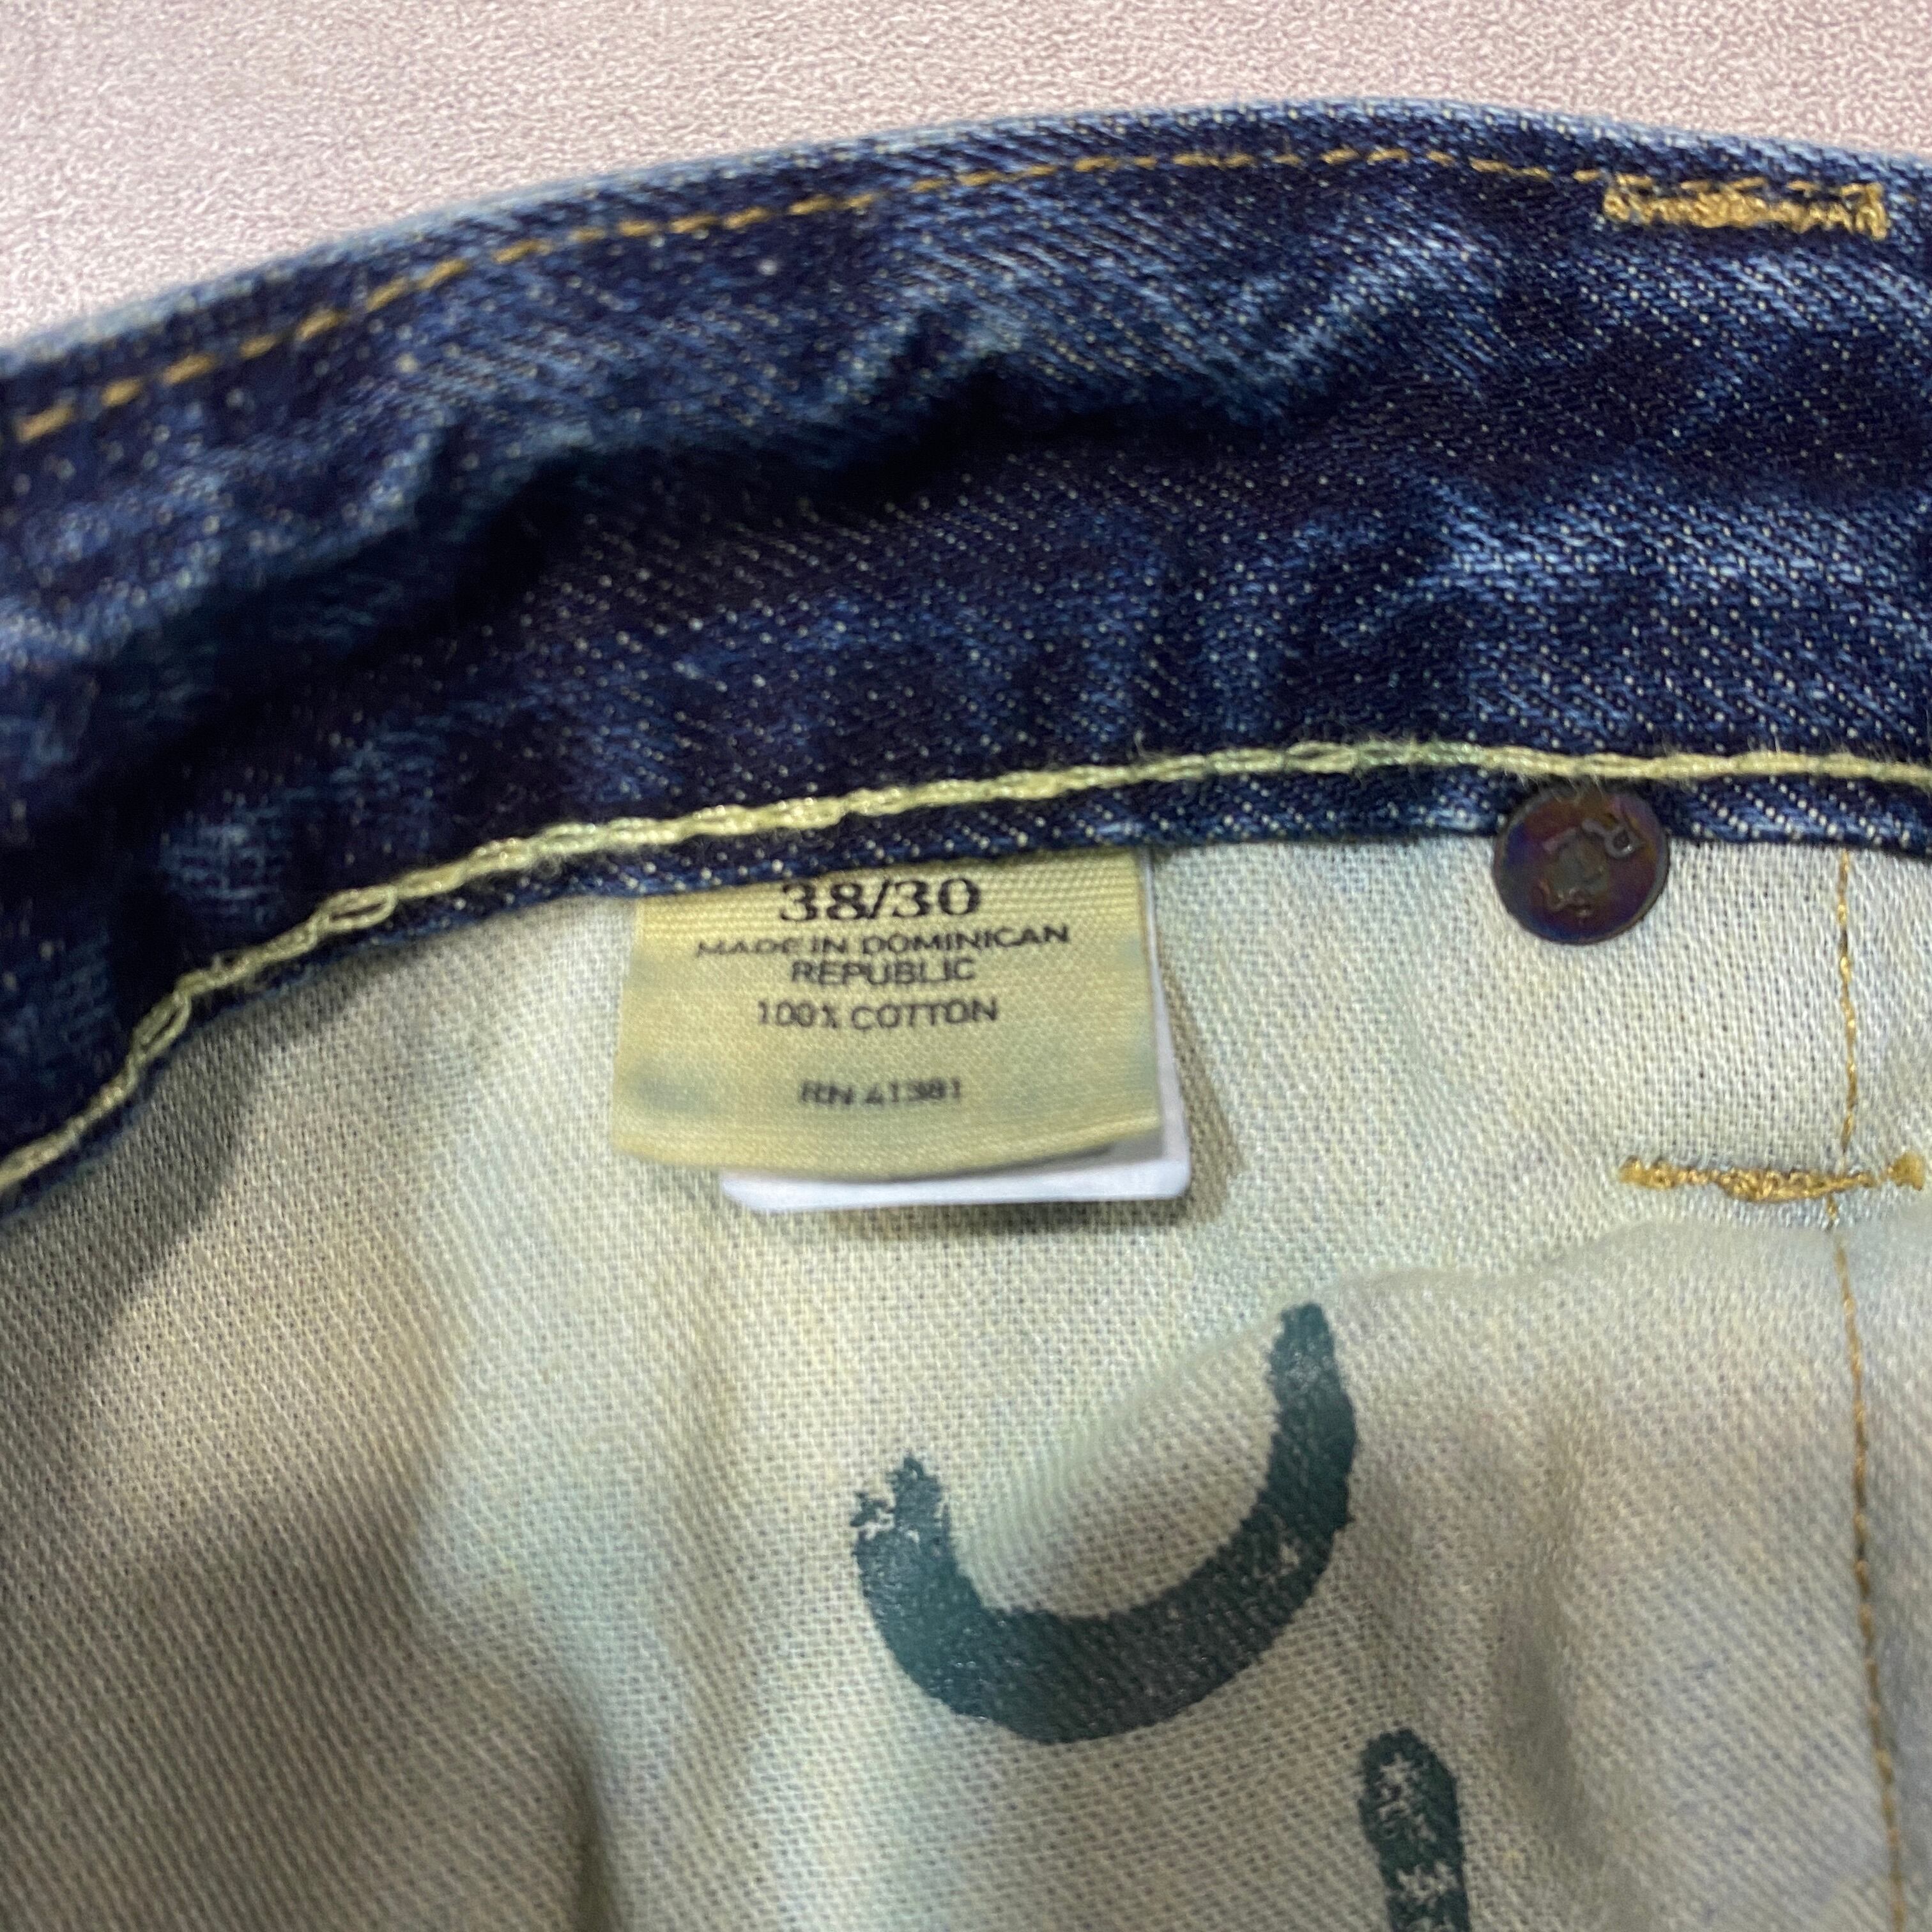 38/30
MADE IN DOMINICAN
REPUBLIC
100% COTTON
RN 41381